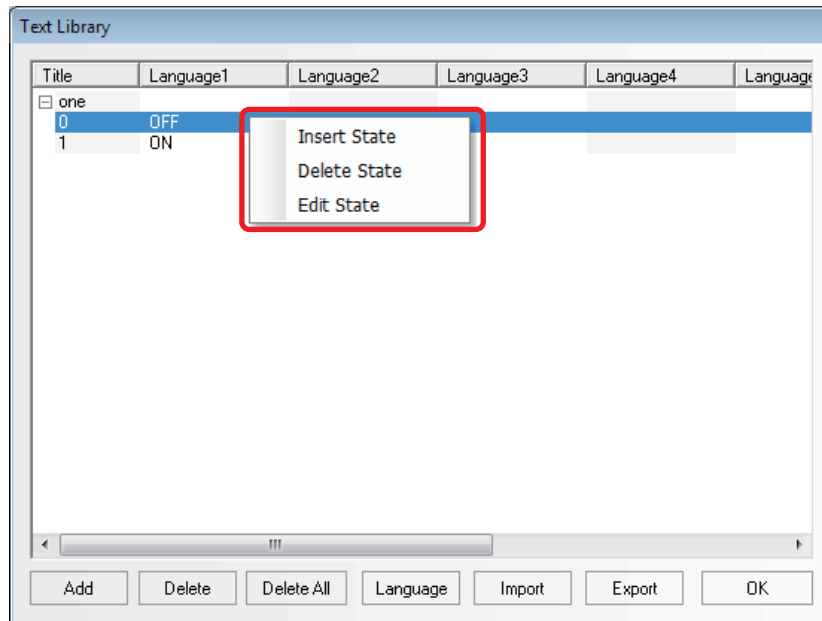 Text Library
Title Language1 Language2 Language3 Language4 Language
one
0 OFF
1 ON
Insert State
Delete State
Edit State
Add Delete Delete All Language Import Export OK